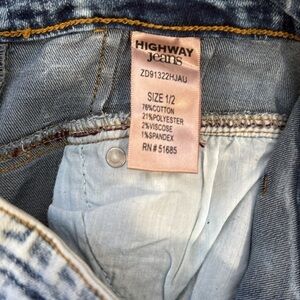 HIGHWAY
jeans
ZD91322HJAU
SIZE 1/2
76%COTTON
21%POLYESTER
2%VISCOSE
1%SPANDEX
RN # 51685